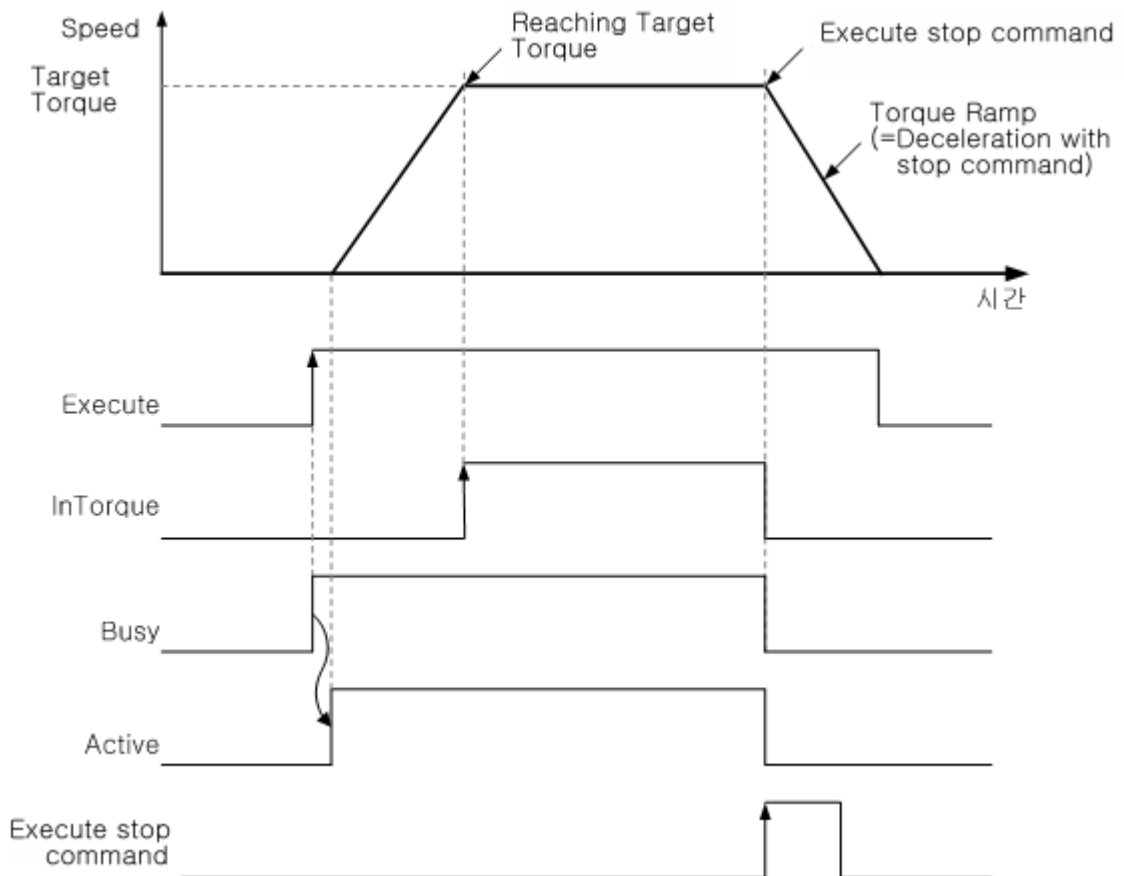 Speed
Reaching Target
Torque
Execute stop command
Target
Torque
Torque Ramp
(=Deceleration with
stop command)
시간
Execute
InTorque
Busy
Active
Execute stop
command